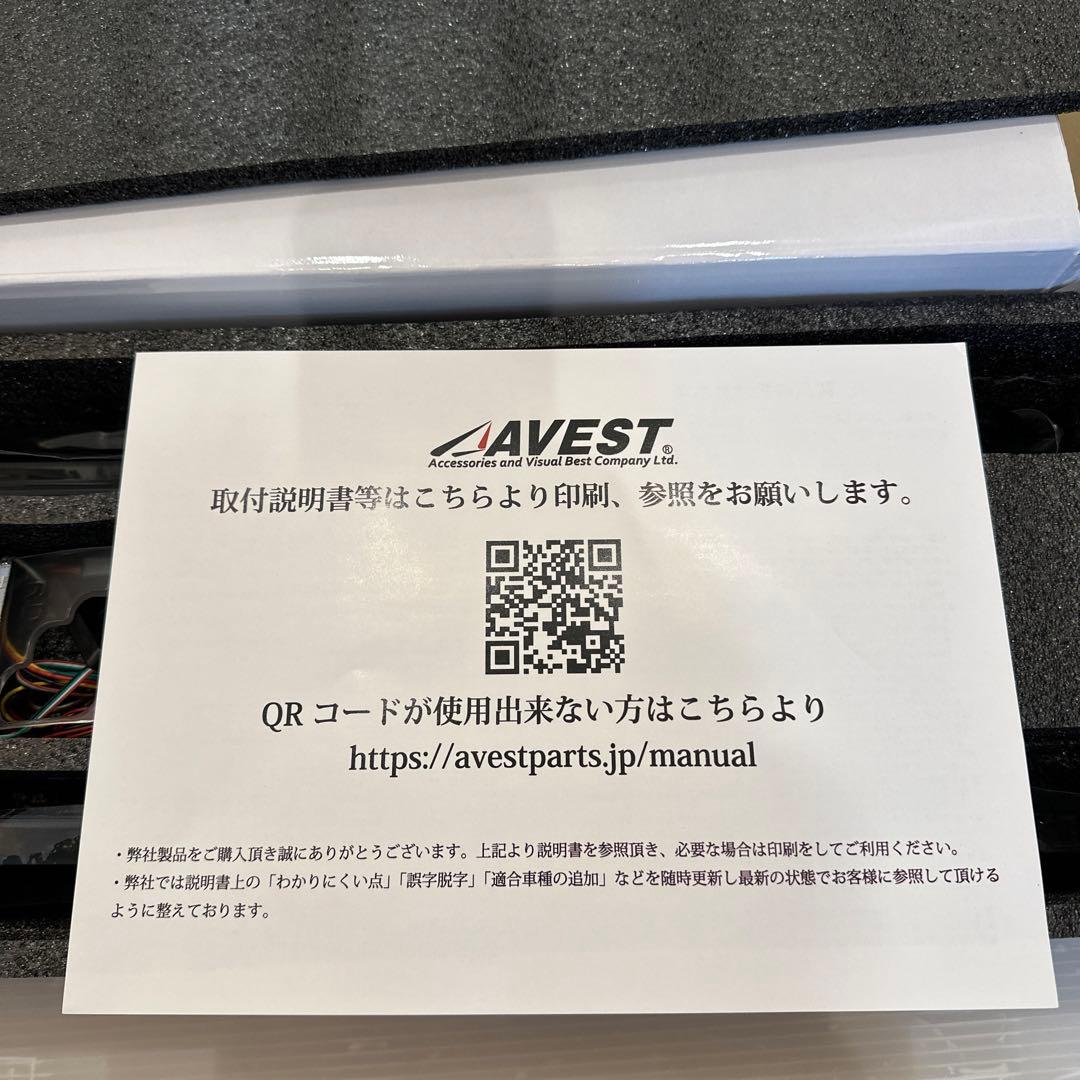 AVEST®
Accessories and Visual Best Company Ltd.
取付説明書等はこちらより印刷、参照をお願いします。
QRコードが使用出来ない方はこちらより
https://avestparts.jp/manual
・弊社製品をご購入頂き誠にありがとうございます。上記より説明書を参照頂き、必要な場合は印刷をしてご利用ください。
・弊社では説明書上の「わかりにくい点」「誤字脱字」「適合車種の追加」などを随時更新し最新の状態でお客様に参照して頂ける
ように整えております。